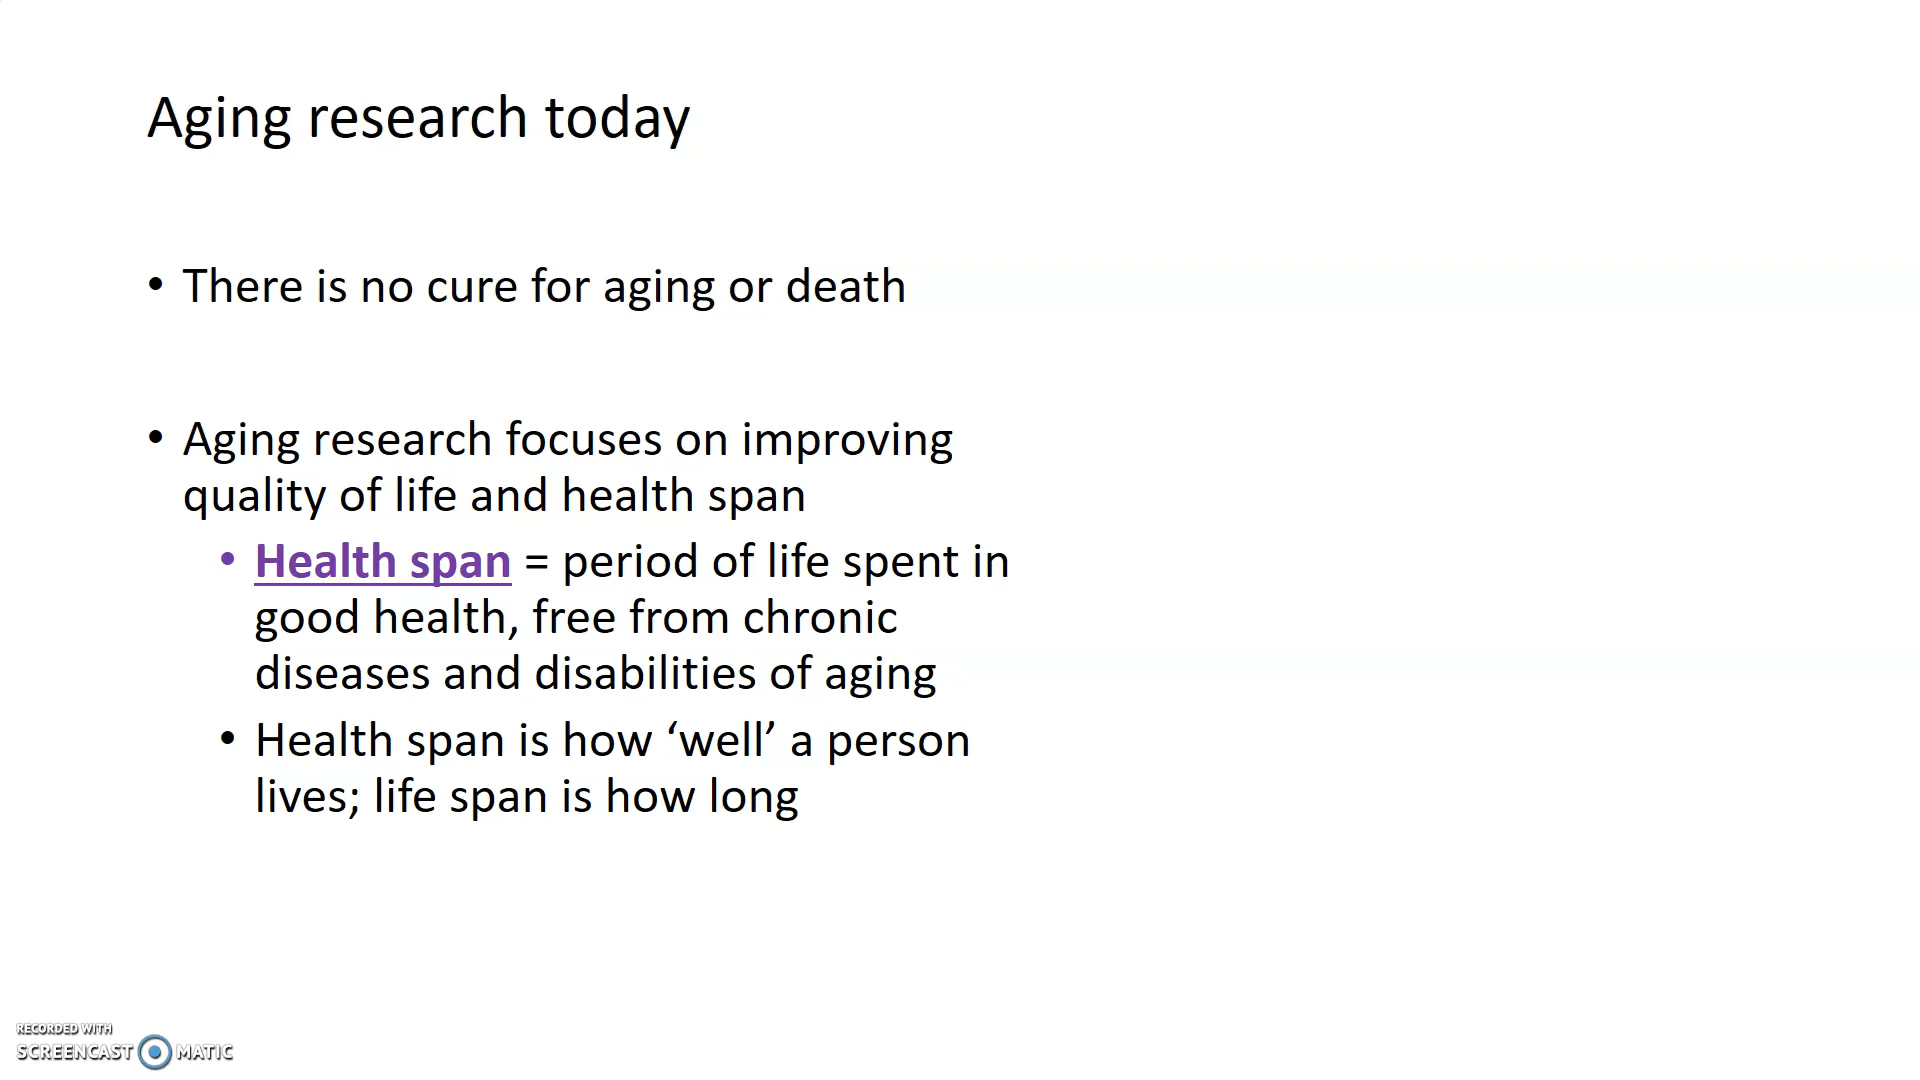 Aging research today
• There is no cure for aging or death
• Aging research focuses on improving
quality of life and health span
• Health span = period of life spent in
good health, free from chronic
diseases and disabilities of aging
• Health span is how ‘well’ a person
lives; life span is how long
RECORDED WITH
SCREENCAST MATIC